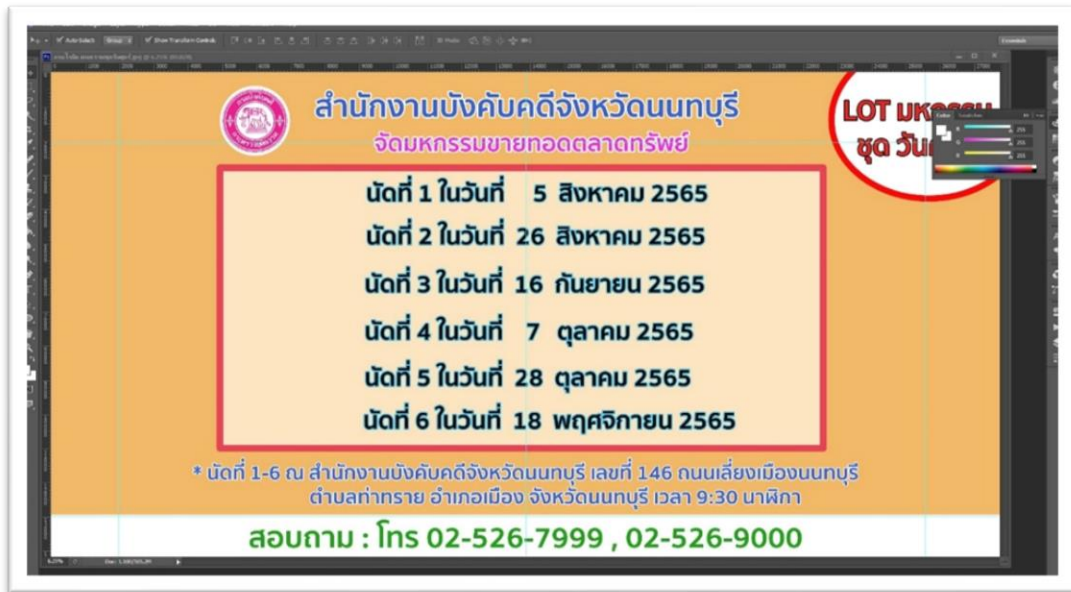 Auto-Select: Group Show Transform Controls
Essentials
สำนักงานบังคับคดีจังหวัดนนทบุรี
จัดมหกรรมขายทอดตลาดทรัพย์
LOT มหกรรม
ชุด วัน
Color
R 255
G 255
B 255
นัดที่ 1 ในวันที่ 5 สิงหาคม 2565
นัดที่ 2 ในวันที่ 26 สิงหาคม 2565
นัดที่ 3 ในวันที่ 16 กันยายน 2565
นัดที่ 4 ในวันที่ 7 ตุลาคม 2565
นัดที่ 5 ในวันที่ 28 ตุลาคม 2565
นัดที่ 6 ในวันที่ 18 พฤศจิกายน 2565
* นัดที่ 1-6 ณ สำนักงานบังคับคดีจังหวัดนนทบุรี เลขที่ 146 ถนนเลี่ยงเมืองนนทบุรี
ตำบลท่าทราย อำเภอเมือง จังหวัดนนทบุรี เวลา 9:30 นาฬิกา
สอบถาม : โทร 02-526-7999 , 02-526-9000